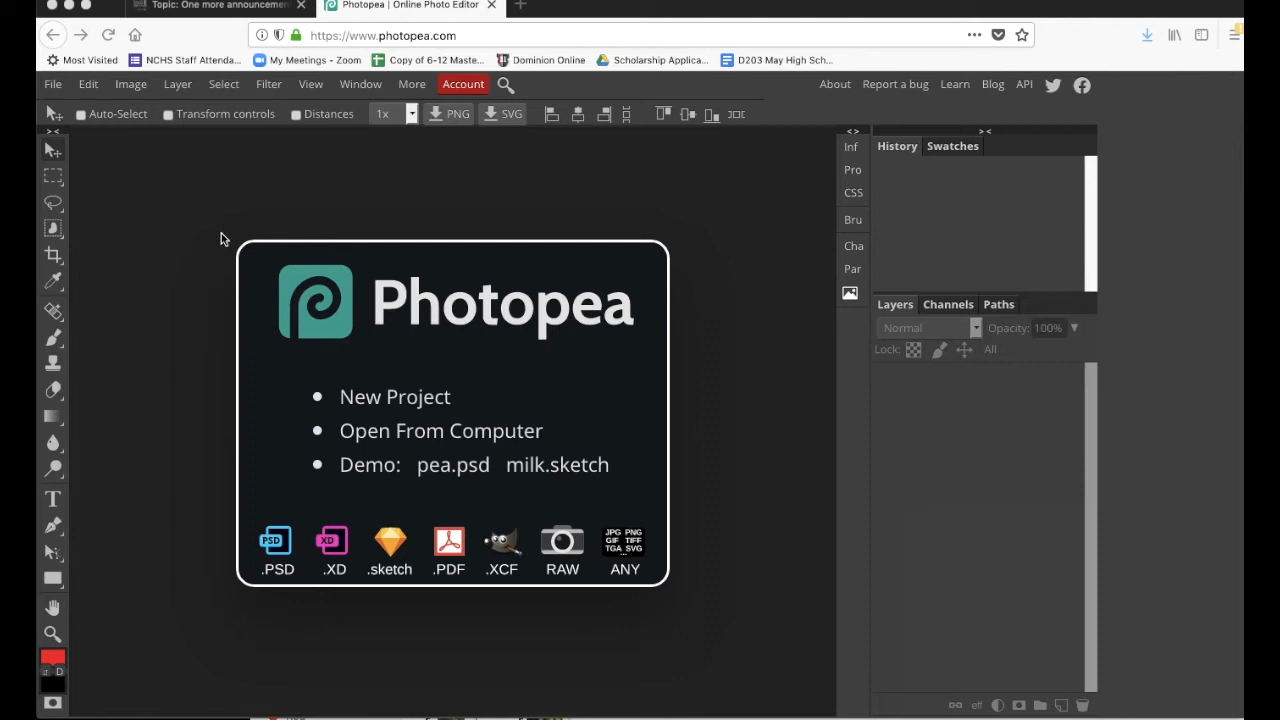 Topic: One more announcemen
Photopea | Online Photo Editor
https://www.photopea.com
Most Visited
NCHS Staff Attenda...
My Meetings - Zoom
Copy of 6-12 Maste...
Dominion Online
Scholarship Applica...
D203 May High Sch...
File Edit Image Layer Select Filter View Window More Account
About Report a bug Learn Blog API
Auto-Select Transform controls Distances 1x PNG SVG
Inf
Pro
CSS
Bru
Cha
Par
History Swatches
Layers Channels Paths
Normal Opacity: 100%
Lock: All
Photopea
New Project
Open From Computer
Demo: pea.psd milk.sketch
PSD XD JPG PNG
GIF TIFF
TGA SVG
...
.PSD .XD .sketch .PDF .XCF RAW ANY
T
D
eff